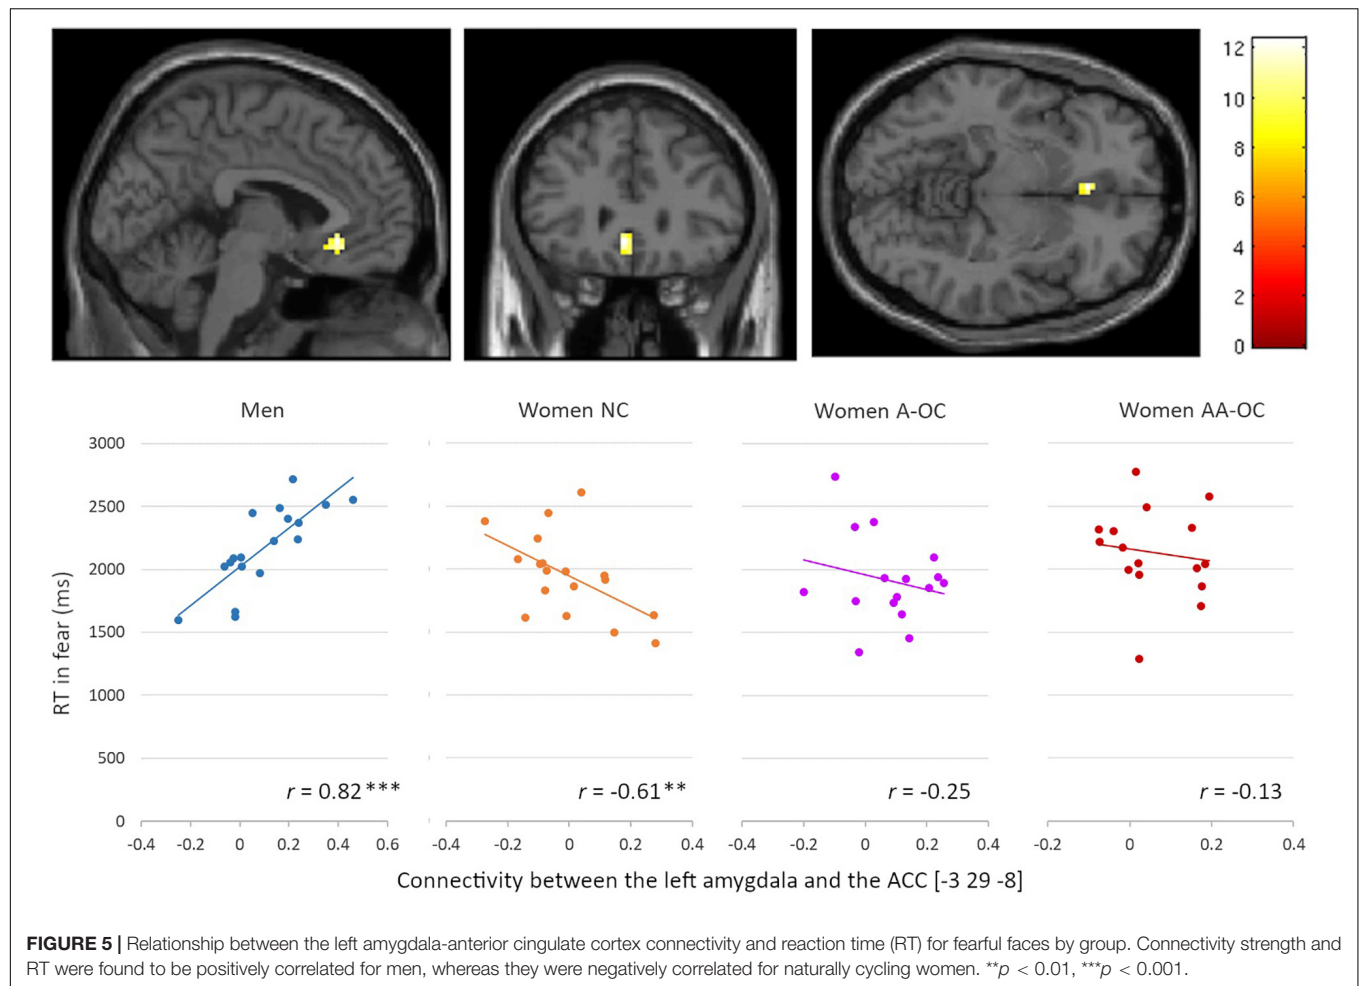 12
10
8
6
4
2
0
Men Women NC Women A-OC Women AA-OC
RT in fear (ms)
3000
2500
2000
1500
1000
500
0
r = 0.82*** r = -0.61** r = -0.25 r = -0.13
-0.4 -0.2 0 0.2 0.4 0.6 -0.4 -0.2 0 0.2 0.4 -0.4 -0.2 0 0.2 0.4 -0.2 0 0.2 0.4
Connectivity between the left amygdala and the ACC [-3 29 -8]
FIGURE 5 | Relationship between the left amygdala-anterior cingulate cortex connectivity and reaction time (RT) for fearful faces by group. Connectivity strength and
RT were found to be positively correlated for men, whereas they were negatively correlated for naturally cycling women. **p < 0.01, ***p < 0.001.